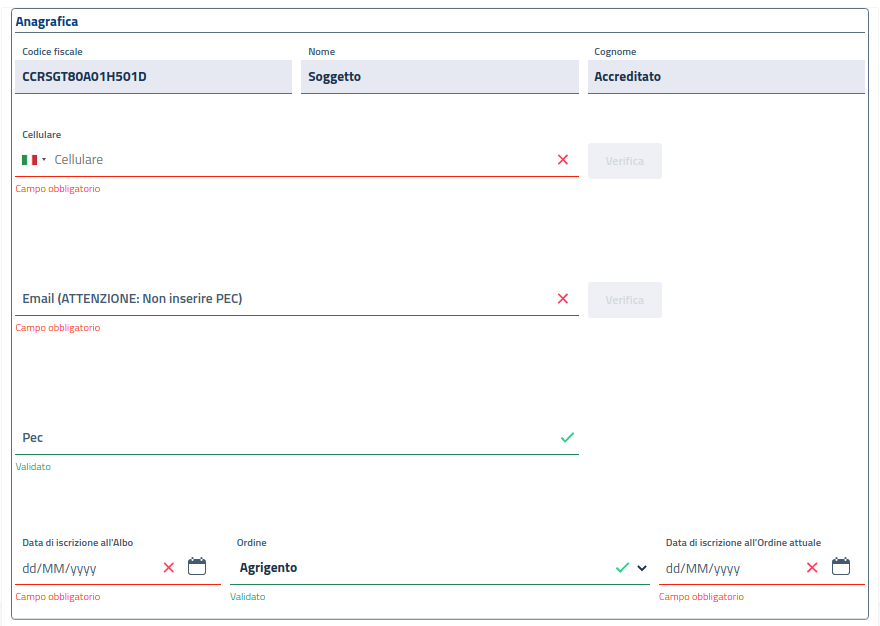 Anagrafica
Codice fiscale
Nome
Cognome
CCRSGT80A01H501D
Soggetto
Accreditato
Cellulare
Cellulare
Verifica
Campo obbligatorio
Email (ATTENZIONE: Non inserire PEC)
Verifica
Campo obbligatorio
Pec
Validato
Data di iscrizione all'Albo
Ordine
Data di iscrizione all'Ordine attuale
dd/MM/yyyy
Agrigento
dd/MM/yyyy
Campo obbligatorio
Validato
Campo obbligatorio